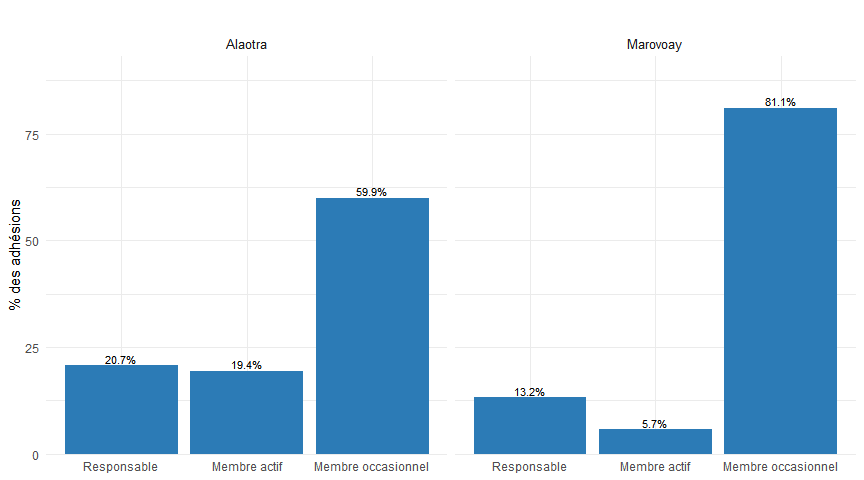 Alaotra
Marovoay
% des adhésions
75
50
25
0
20.7%
19.4%
59.9%
13.2%
5.7%
81.1%
Responsable
Membre actif
Membre occasionnel
Responsable
Membre actif
Membre occasionnel